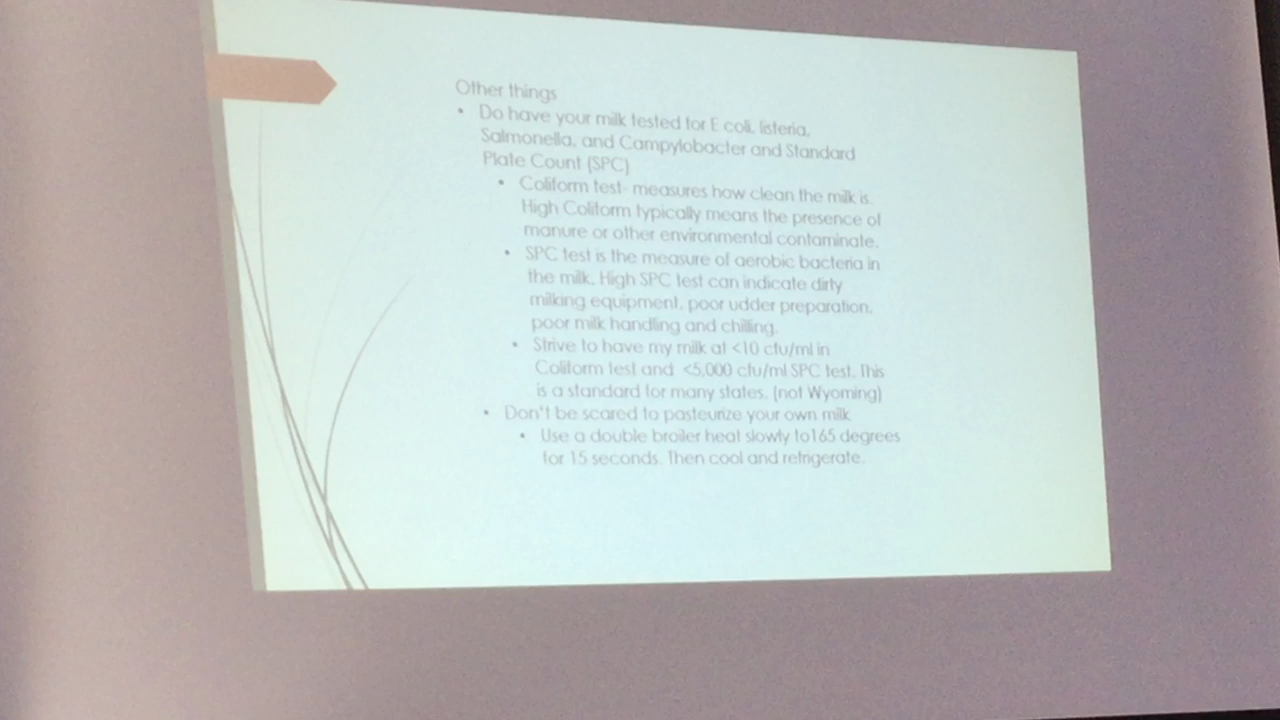 Other things
• Do have your milk tested for E coli, listeria,
Salmonella, and Campylobacter and Standard
Plate Count (SPC)
• Coliform test- measures how clean the milk is.
High Coliform typically means the presence of
manure or other environmental contaminate.
• SPC test is the measure of aerobic bacteria in
the milk. High SPC test can indicate dirty
milking equipment, poor udder preparation,
poor milk handling and chilling.
• Strive to have my milk at <10 cfu/ml in
Coliform test and <5,000 cfu/ml SPC test. This
is a standard for many states. (not Wyoming)
• Don't be scared to pasteurize your own milk
• Use a double broiler heat slowly to165 degrees
for 15 seconds. Then cool and refrigerate.